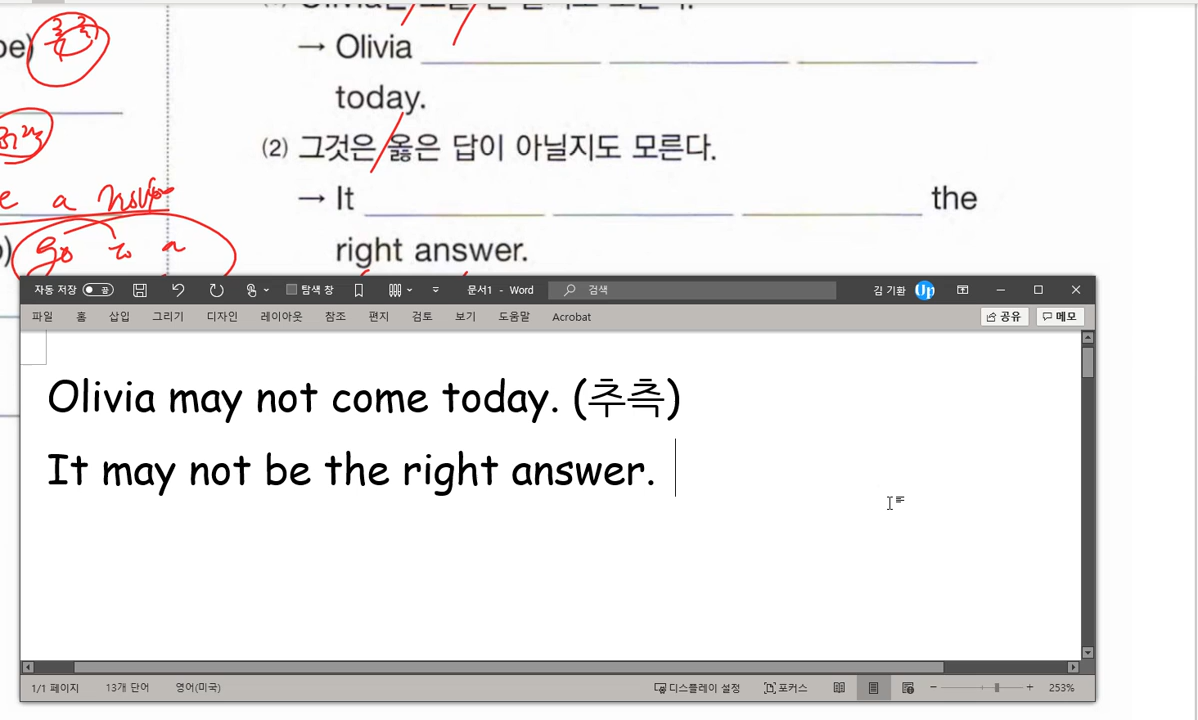 → Olivia
today.
(2) 그것은 옳은 답이 아닐지도 모른다.
→ It the
right answer.
go to a
자동 저장 끔 탐색 창 문서1 - Word 검색 김 기환 Up
파일 홈 삽입 그리기 디자인 레이아웃 참조 편지 검토 보기 도움말 Acrobat 공유 메모
Olivia may not come today. (추측)
It may not be the right answer.
1/1 페이지 13개 단어 영어(미국) 디스플레이 설정 포커스 253%